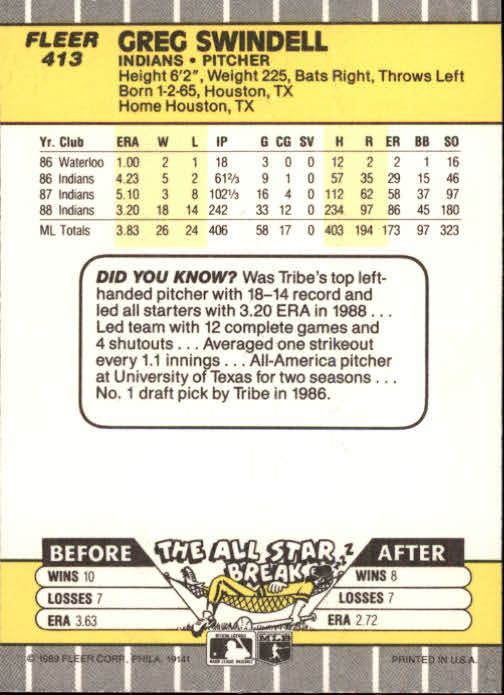 FLEER
413
GREG SWINDELL
INDIANS • PITCHER
Height 6'2", Weight 225, Bats Right, Throws Left
Born 1-2-65, Houston, TX
Home Houston, TX
Yr. Club ERA W L IP G CG SV H R ER BB SO
86 Waterloo 1.00 2 1 18 3 0 0 12 2 2 1 16
86 Indians 4.23 5 2 61⅔ 9 1 0 57 35 29 15 46
87 Indians 5.10 3 8 102⅓ 16 4 0 112 62 58 37 97
88 Indians 3.20 18 14 242 33 12 0 234 97 86 45 180
ML Totals 3.83 26 24 406 58 17 0 403 194 173 97 323
DID YOU KNOW? Was Tribe's top left-
handed pitcher with 18–14 record and
led all starters with 3.20 ERA in 1988 . . .
Led team with 12 complete games and
4 shutouts . . . Averaged one strikeout
every 1.1 innings . . . All-America pitcher
at University of Texas for two seasons . . .
No. 1 draft pick by Tribe in 1986.
BEFORE THE ALL STAR BREAK AFTER
Z
WINS 10 WINS 8
LOSSES 7 LOSSES 7
ERA 3.63 ERA 2.72
OFFICIAL LICENSEE
MAJOR LEAGUE BASEBALL
MLB
© 1989 FLEER CORP., PHILA. 19141 PRINTED IN U.S.A.